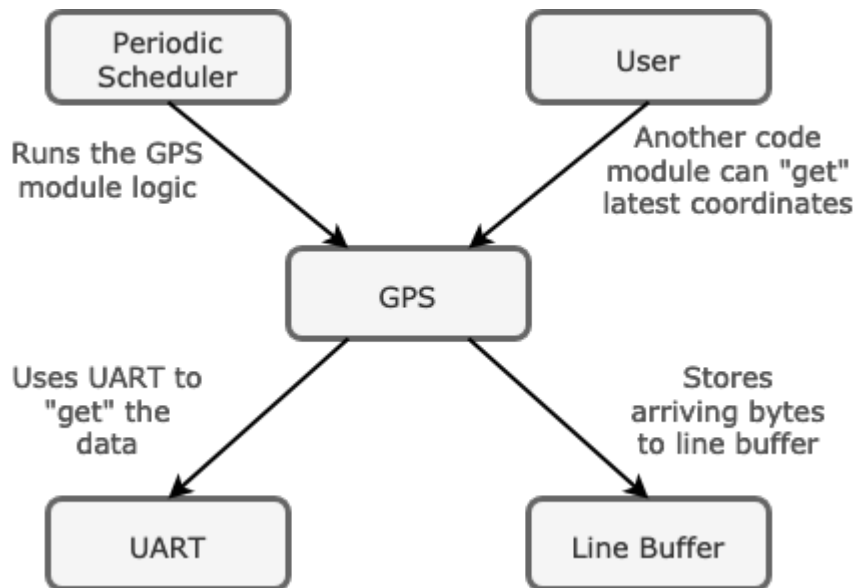 Periodic
Scheduler
User
Runs the GPS
module logic
Another code
module can "get"
latest coordinates
GPS
Uses UART to
"get" the
data
Stores
arriving bytes
to line buffer
UART
Line Buffer